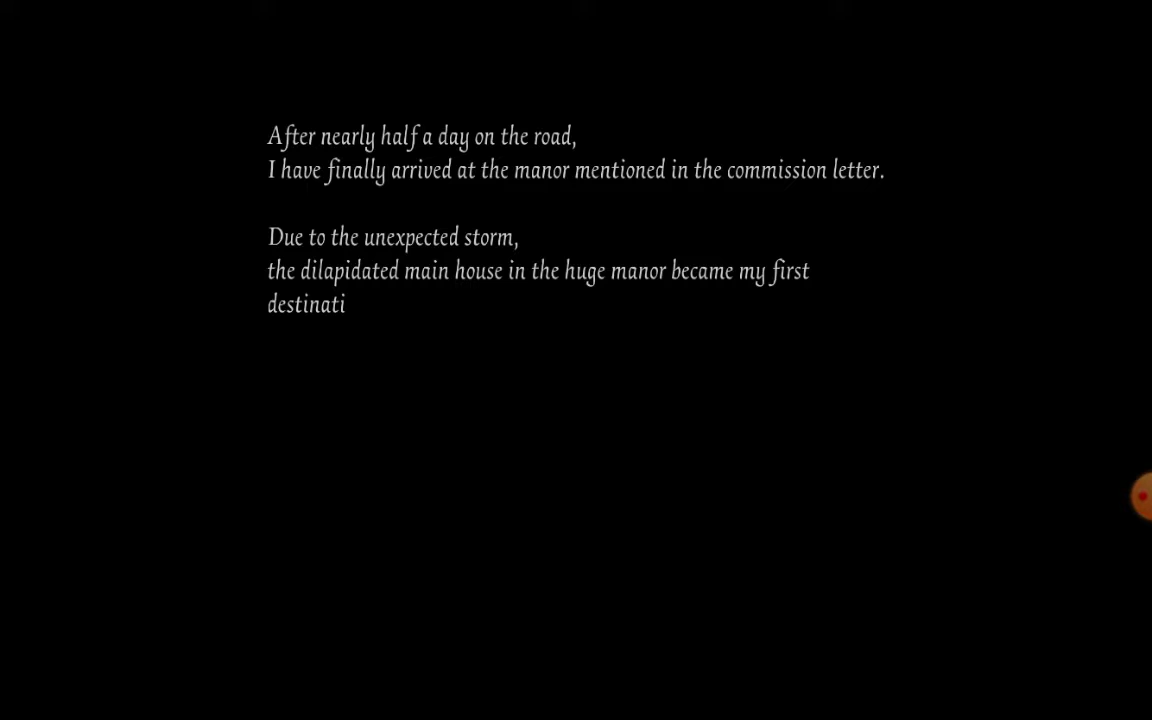 After nearly half a day on the road,
I have finally arrived at the manor mentioned in the commission letter.
Due to the unexpected storm,
the dilapidated main house in the huge manor became my first
destinati